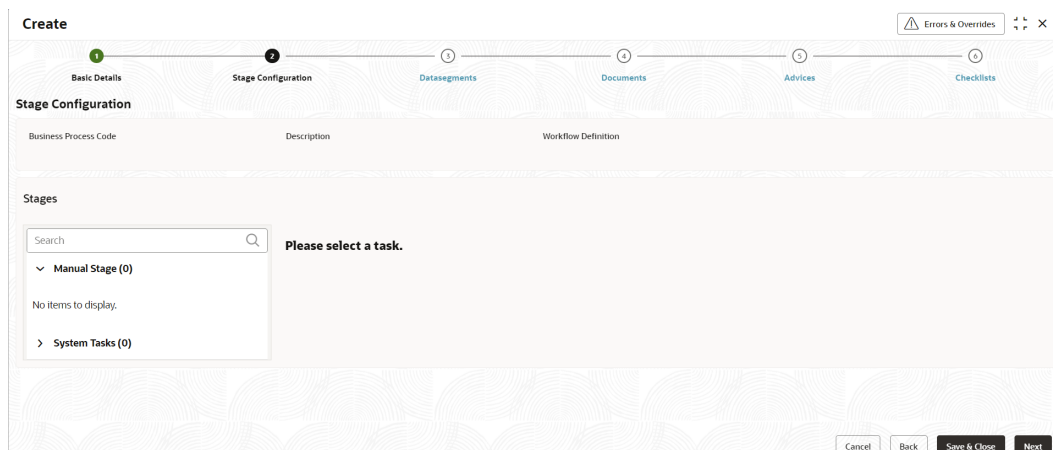 Create
Errors & Overrides
1 2 3 4 5 6
Basic Details Stage Configuration Datasegments Documents Advices Checklists
Stage Configuration
Business Process Code Description Workflow Definition
Stages
Search
Please select a task.
Manual Stage (0)
No items to display.
System Tasks (0)
Cancel Back Save & Close Next